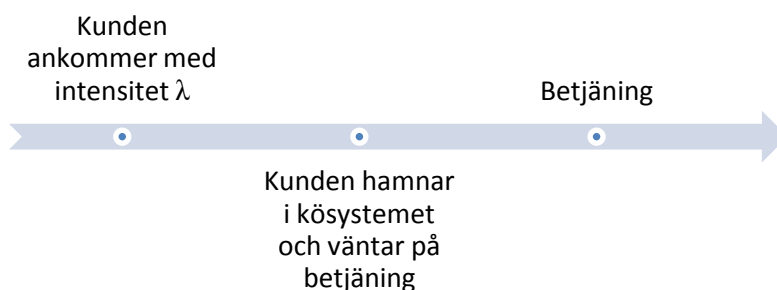 Kunden
ankommer med
intensitet λ
Kunden hamnar
i kösystemet
och väntar på
betjäning
Betjäning